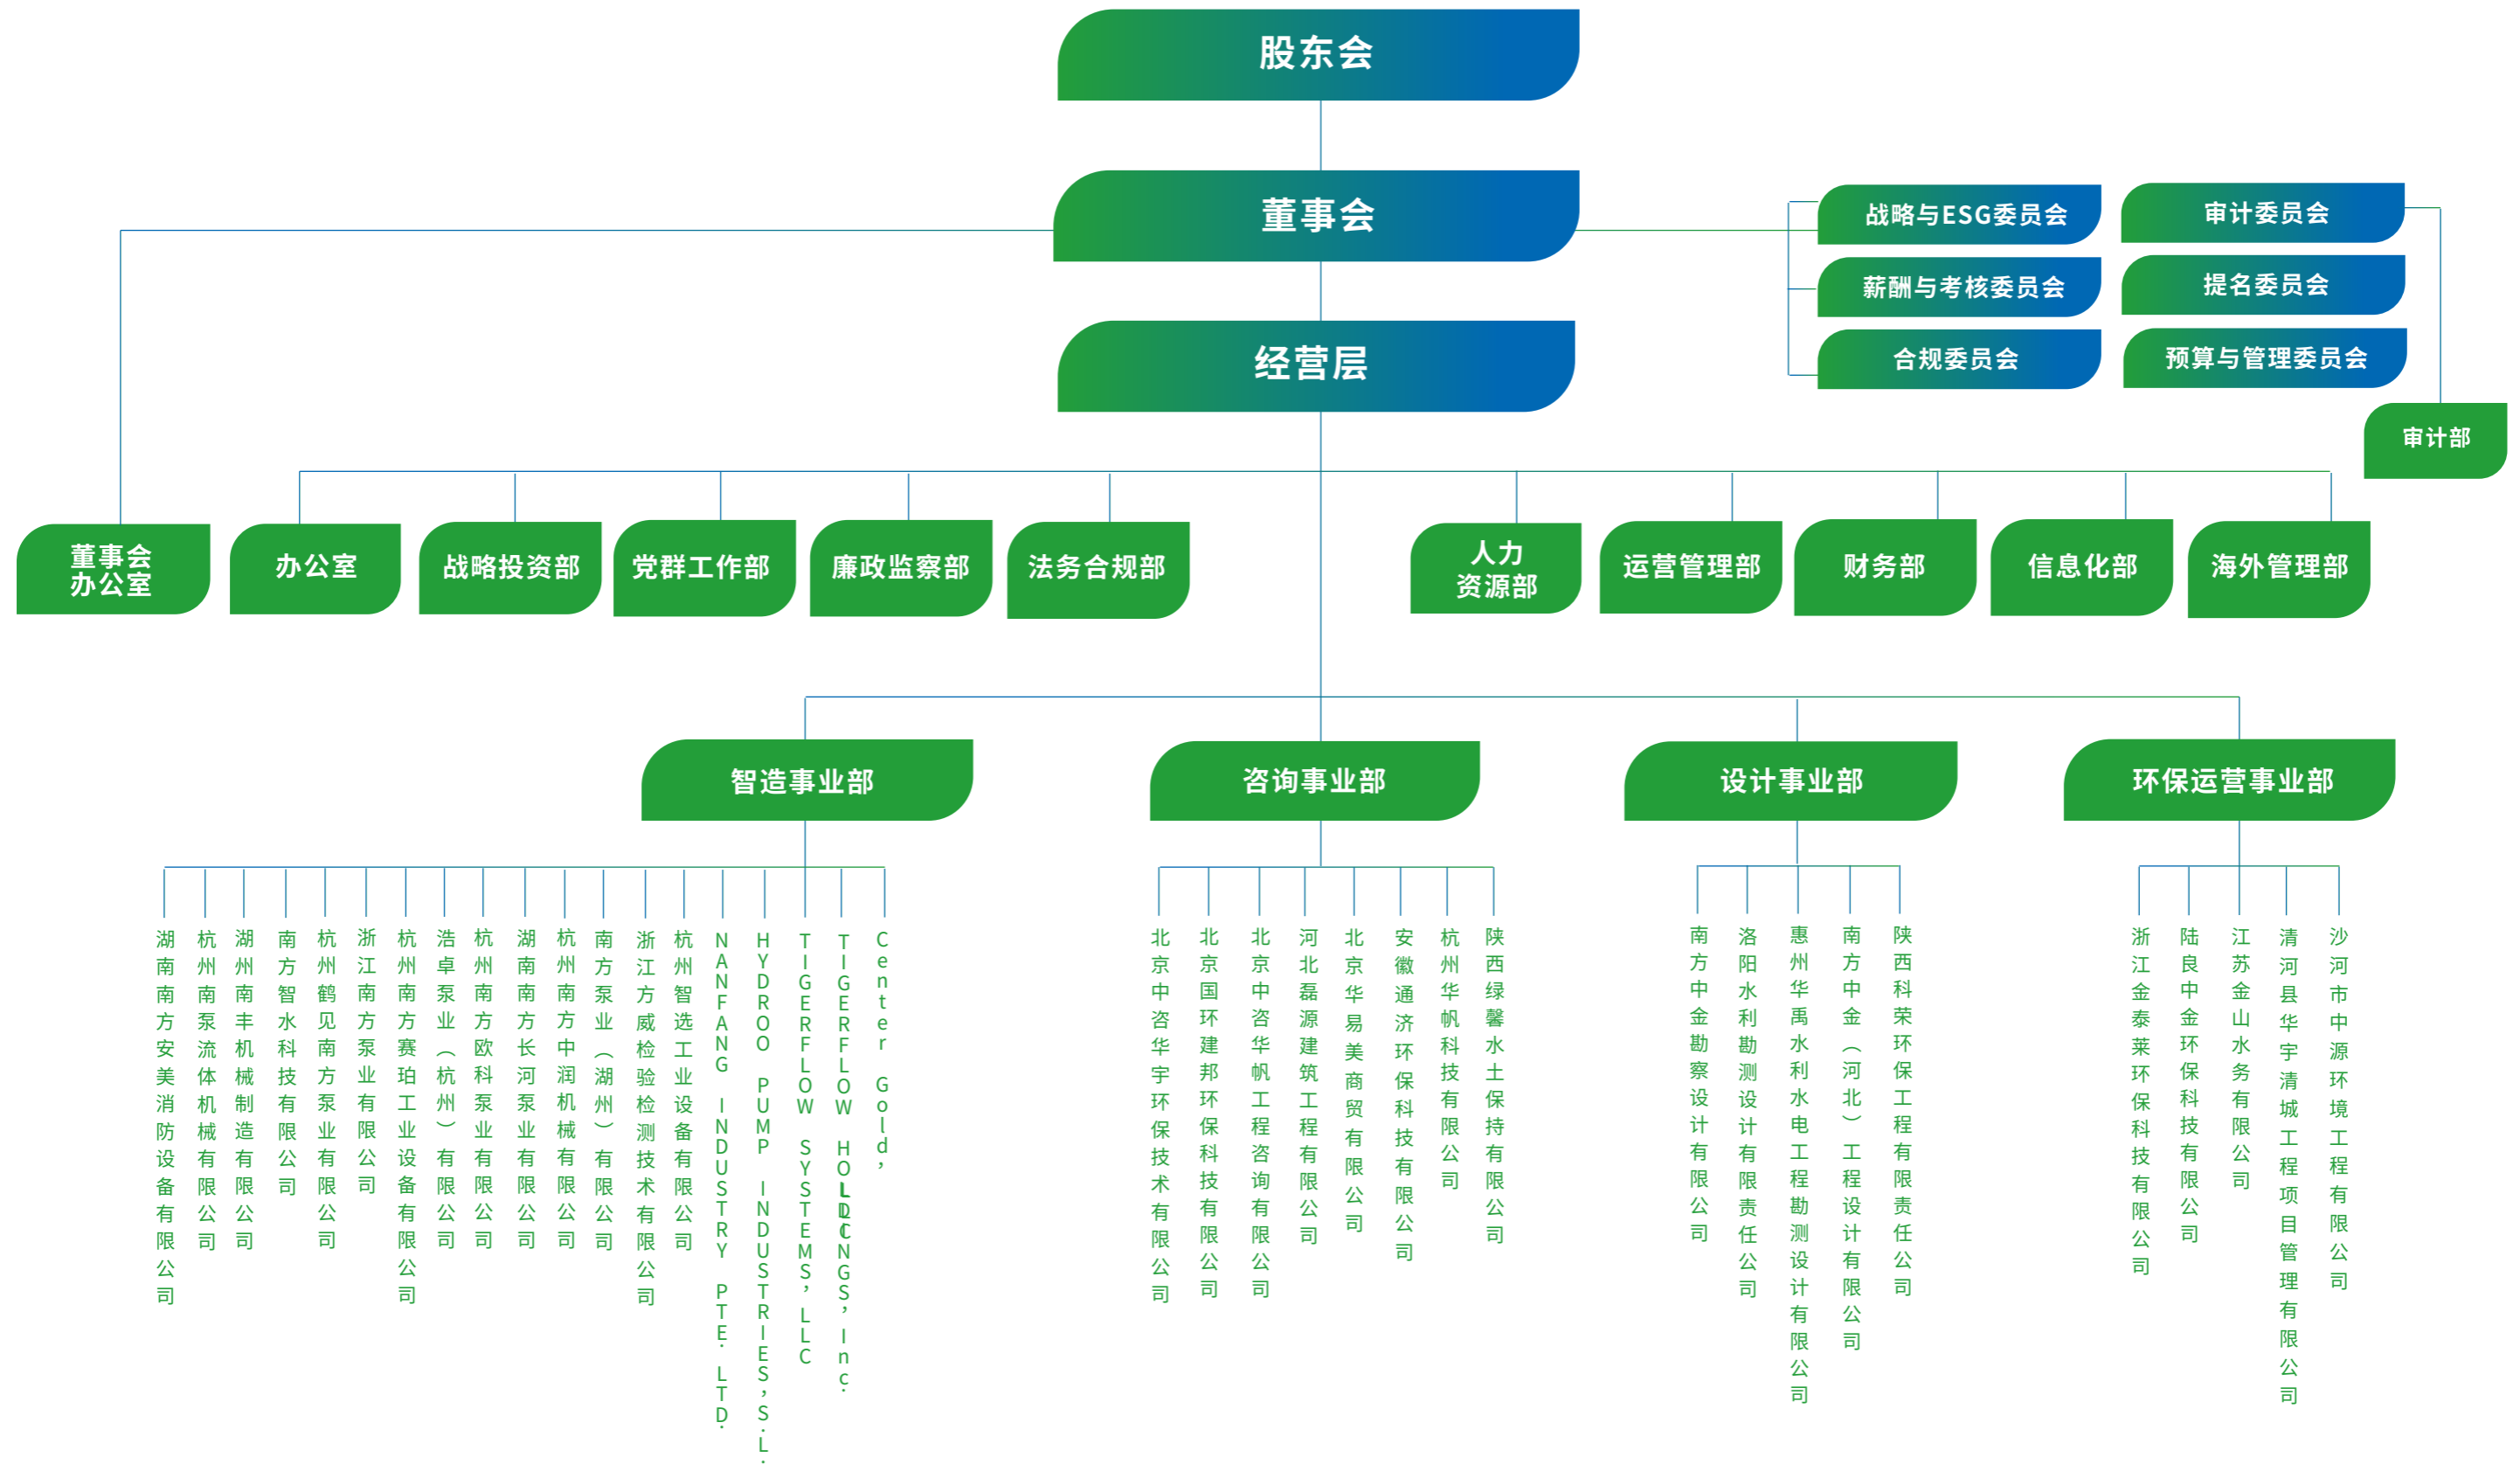 股东会
董事会
战略与ESG委员会
审计委员会
薪酬与考核委员会
提名委员会
经营层
合规委员会
预算与管理委员会
审计部
董事会
办公室
办公室
战略投资部
党群工作部
廉政监察部
法务合规部
人力
资源部
运营管理部
财务部
信息化部
海外管理部
智造事业部
咨询事业部
设计事业部
环保运营事业部
湖南南方安美消防设备有限公司
杭州南泵流体机械有限公司
湖州南丰机械制造有限公司
南方智水科技有限公司
杭州鹤见南方泵业有限公司
浙江南方泵业有限公司
杭州南方赛珀工业设备有限公司
浩卓泵业（杭州）有限公司
杭州南方欧科泵业有限公司
湖南南方长河泵业有限公司
杭州南方中润机械有限公司
南方泵业（湖州）有限公司
浙江方威检验检测技术有限公司
杭州智选工业设备有限公司
NANFANG INDUSTRY PTE. LTD.
HYDROO PUMP INDUSTRIES,S.L.
TIGERFLOW SYSTEMS, LLC
TIGERFLOW HOLDINGS, Inc.
Center Gold, LLC
北京中咨华宇环保技术有限公司
北京国环建邦环保科技有限公司
北京中咨华帆工程咨询有限公司
河北磊源建筑工程有限公司
北京华易美商贸有限公司
安徽通济环保科技有限公司
杭州华帆科技有限公司
陕西绿馨水土保持有限公司
南方中金勘察设计有限公司
洛阳水利勘测设计有限责任公司
惠州华禹水利水电工程勘测设计有限公司
南方中金（河北）工程设计有限公司
陕西科荣环保工程有限责任公司
浙江金泰莱环保科技有限公司
陆良中金环保科技有限公司
江苏金山水务有限公司
清河县华宇清城工程项目管理有限公司
沙河市中源环境工程有限公司